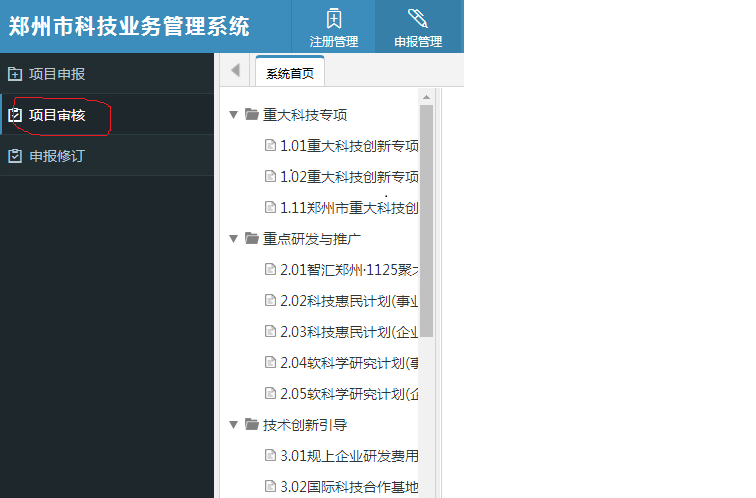 郑州市科技业务管理系统
注册管理
申报管理
项目申报
项目审核
申报修订
系统首页
重大科技专项
1.01重大科技创新专项
1.02重大科技创新专项
1.11郑州市重大科技创
重点研发与推广
2.01智汇郑州·1125聚才
2.02科技惠民计划(事业
2.03科技惠民计划(企业
2.04软科学研究计划(事
2.05软科学研究计划(企
技术创新引导
3.01规上企业研发费用
3.02国际科技合作基地